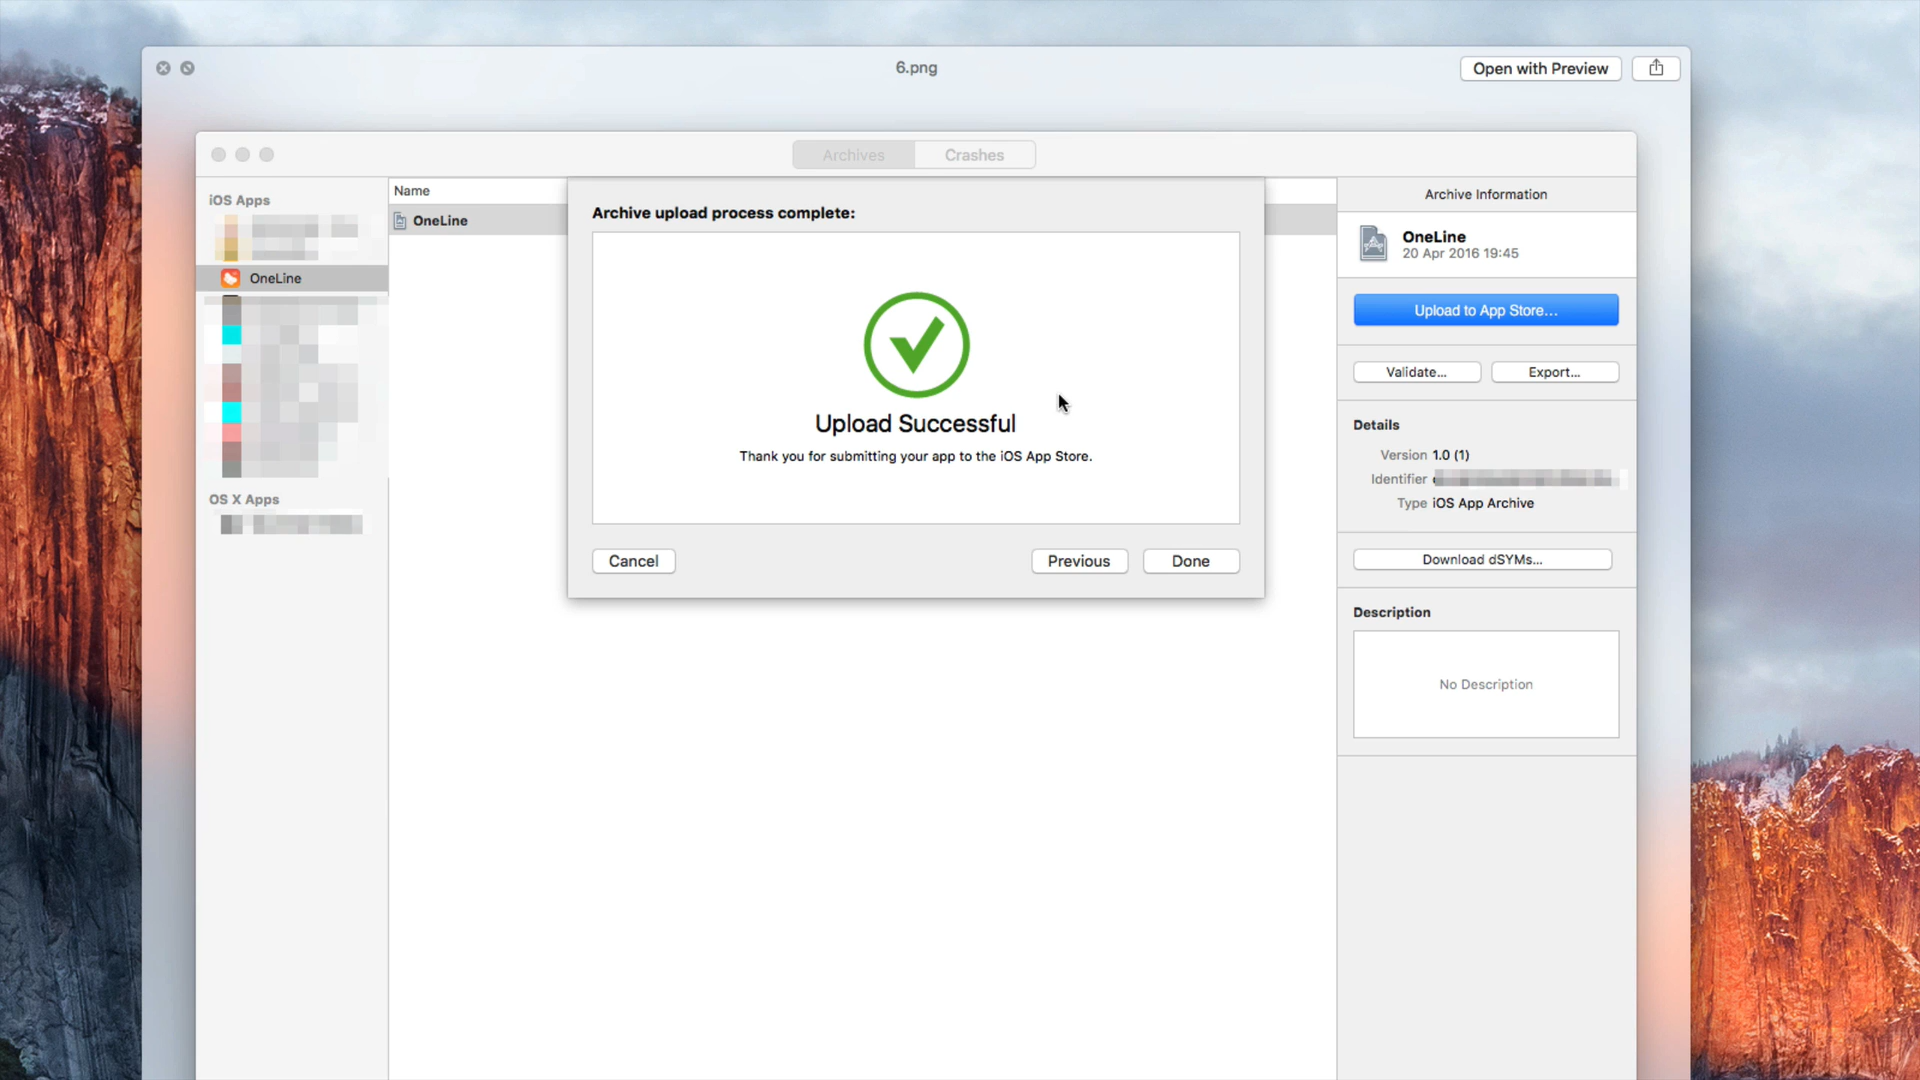 6.png
Open with Preview
Archives
Crashes
iOS Apps
OneLine
OS X Apps
Name
OneLine
Archive upload process complete:
Upload Successful
Thank you for submitting your app to the iOS App Store.
Cancel
Previous
Done
Archive Information
OneLine
20 Apr 2016 19:45
Upload to App Store...
Validate...
Export...
Details
Version 1.0 (1)
Identifier
Type iOS App Archive
Download dSYMs...
Description
No Description